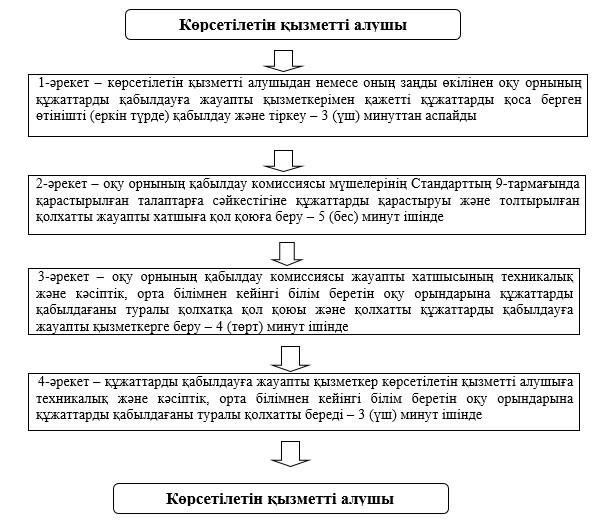 Көрсетілетін қызметті алушы
1-әрекет – көрсетілетін қызметті алушыдан немесе оның заңды өкілінен оқу орнының
құжаттарды қабылдауға жауапты қызметкерімен қажетті құжаттарды қоса берген
өтінішті (еркін түрде) қабылдау және тіркеу – 3 (үш) минуттан аспайды
2-әрекет – оқу орнының қабылдау комиссиясы мүшелерінің Стандарттың 9-тармағында
қарастырылған талаптарға сәйкестігіне құжаттарды қарастыруы және толтырылған
қолхатты жауапты хатшыға қол қоюға беру – 5 (бес) минут ішінде
3-әрекет – оқу орнының қабылдау комиссиясы жауапты хатшысының техникалық
және кәсіптік, орта білімнен кейінгі білім беретін оқу орындарына құжаттарды
қабылдағаны туралы қолхатқа қол қоюы және қолхатты құжаттарды қабылдауға
жауапты қызметкерге беру – 4 (төрт) минут ішінде
4-әрекет – құжаттарды қабылдауға жауапты қызметкер көрсетілетін қызметті алушыға
техникалық және кәсіптік, орта білімнен кейінгі білім беретін оқу орындарына
құжаттарды қабылдағаны туралы қолхатты береді – 3 (үш) минут ішінде
Көрсетілетін қызметті алушы